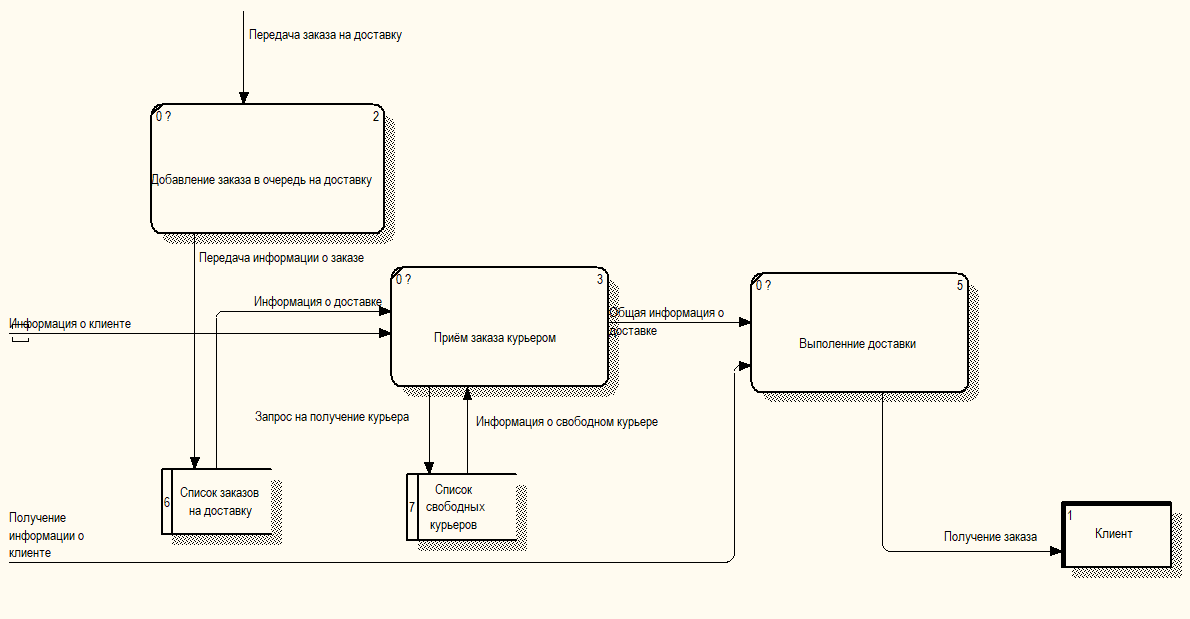 Передача заказа на доставку
0 ?
2
Добавление заказа в очередь на доставку
Передача информации о заказе
0 ?
3
Приём заказа курьером
Информация о доставке
Информация о клиенте
Общая информация о
доставке
0 ?
5
Выполенние доставки
Запрос на получение курьера
Информация о свободном курьере
6
Список заказов
на доставку
7
Список
свободных
курьеров
Получение
информации о
клиенте
Получение заказа
1
Клиент